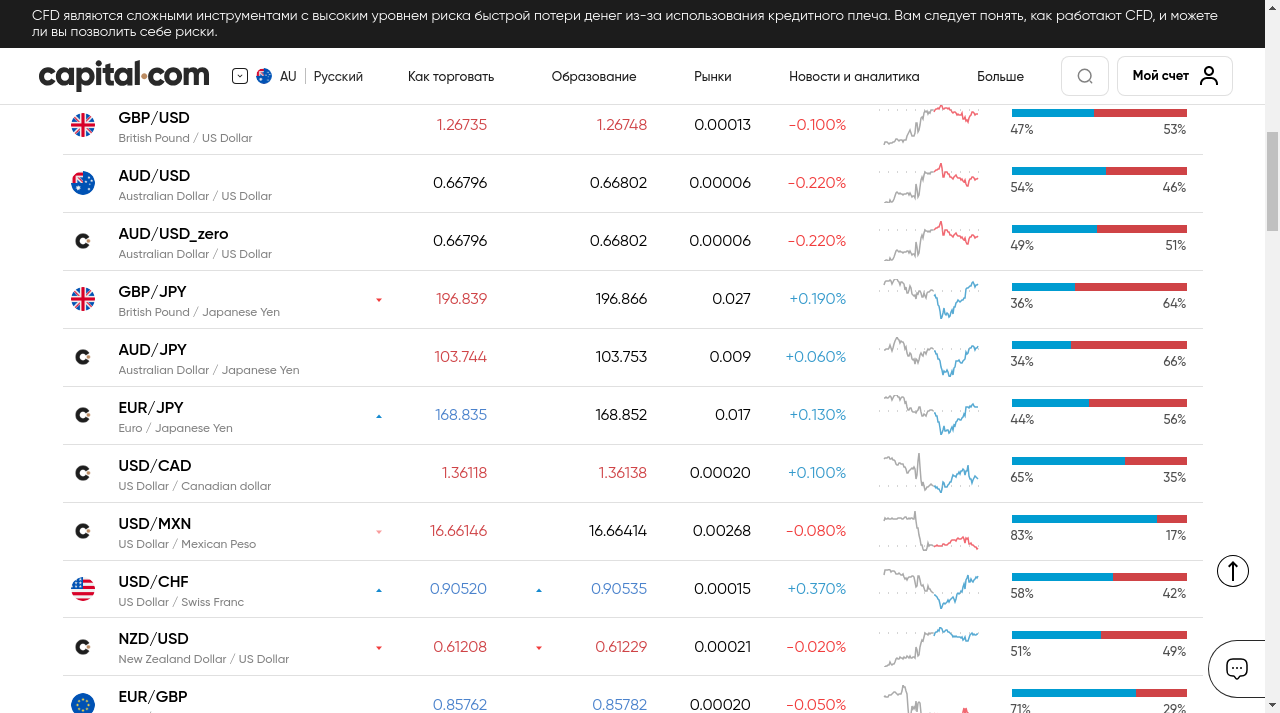 CFD являются сложными инструментами с высоким уровнем риска быстрой потери денег из-за использования кредитного плеча. Вам следует понять, как работают CFD, и можете
ли вы позволить себе риски.
capital.com AU Русский Как торговать Образование Рынки Новости и аналитика Больше Мой счет
GBP/USD 1.26735 1.26748 0.00013 -0.100%
British Pound / US Dollar 47% 53%
AUD/USD 0.66796 0.66802 0.00006 -0.220%
Australian Dollar / US Dollar 54% 46%
AUD/USD_zero 0.66796 0.66802 0.00006 -0.220%
Australian Dollar / US Dollar 49% 51%
GBP/JPY 196.839 196.866 0.027 +0.190%
British Pound / Japanese Yen 36% 64%
AUD/JPY 103.744 103.753 0.009 +0.060%
Australian Dollar / Japanese Yen 34% 66%
EUR/JPY 168.835 168.852 0.017 +0.130%
Euro / Japanese Yen 44% 56%
USD/CAD 1.36118 1.36138 0.00020 +0.100%
US Dollar / Canadian dollar 65% 35%
USD/MXN 16.66146 16.66414 0.00268 -0.080%
US Dollar / Mexican Peso 83% 17%
USD/CHF 0.90520 0.90535 0.00015 +0.370%
US Dollar / Swiss Franc 58% 42%
NZD/USD 0.61208 0.61229 0.00021 -0.020%
New Zealand Dollar / US Dollar 51% 49%
EUR/GBP 0.85762 0.85782 0.00020 -0.050%
71% 29%